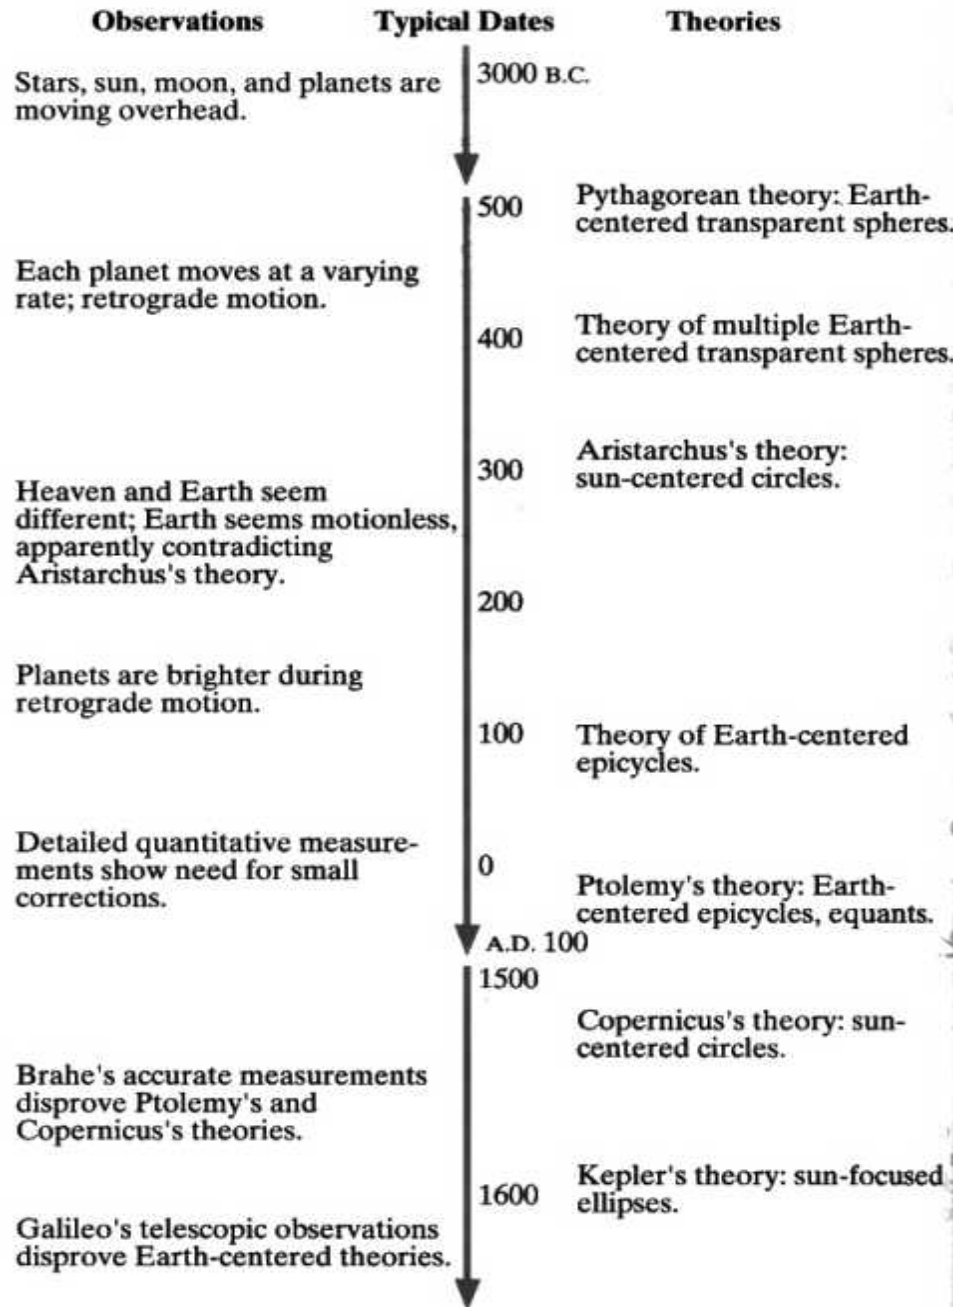 Observations Typical Dates Theories
3000 B.C.
Stars, sun, moon, and planets are
moving overhead.
500
Pythagorean theory: Earth-
centered transparent spheres.
Each planet moves at a varying
rate; retrograde motion.
400
Theory of multiple Earth-
centered transparent spheres.
300
Aristarchus's theory:
sun-centered circles.
Heaven and Earth seem
different; Earth seems motionless,
apparently contradicting
Aristarchus's theory.
200
Planets are brighter during
retrograde motion.
100
Theory of Earth-centered
epicycles.
Detailed quantitative measure-
ments show need for small
corrections.
0
Ptolemy's theory: Earth-
centered epicycles, equants.
A.D. 100
1500
Copernicus's theory: sun-
centered circles.
Brahe's accurate measurements
disprove Ptolemy's and
Copernicus's theories.
1600
Kepler's theory: sun-focused
ellipses.
Galileo's telescopic observations
disprove Earth-centered theories.